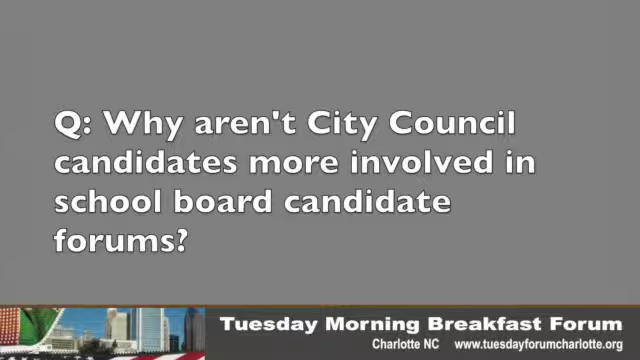 Q: Why aren't City Council
candidates more involved in
school board candidate
forums?
Tuesday Morning Breakfast Forum
Charlotte NC www.tuesdayforumcharlotte.org